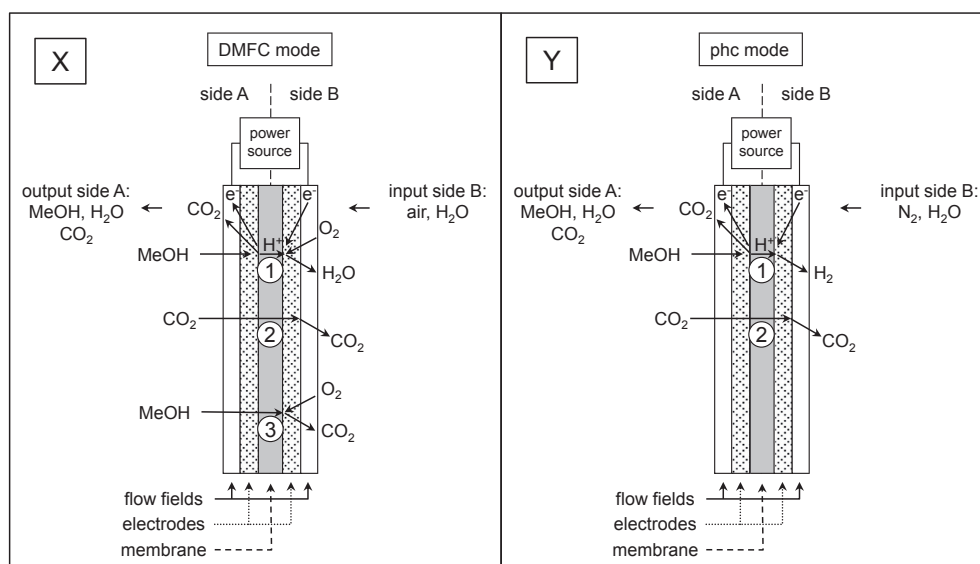 X
DMFC mode
side A
side B
power
source
output side A:
MeOH, H₂O
CO₂
input side B:
air, H₂O
e⁻
e⁻
CO₂
O₂
H⁺
MeOH
1
H₂O
CO₂
2
CO₂
O₂
MeOH
3
CO₂
flow fields
electrodes
membrane
Y
phc mode
side A
side B
power
source
output side A:
MeOH, H₂O
CO₂
input side B:
N₂, H₂O
e⁻
e⁻
CO₂
H⁺
MeOH
1
H₂
CO₂
2
CO₂
flow fields
electrodes
membrane